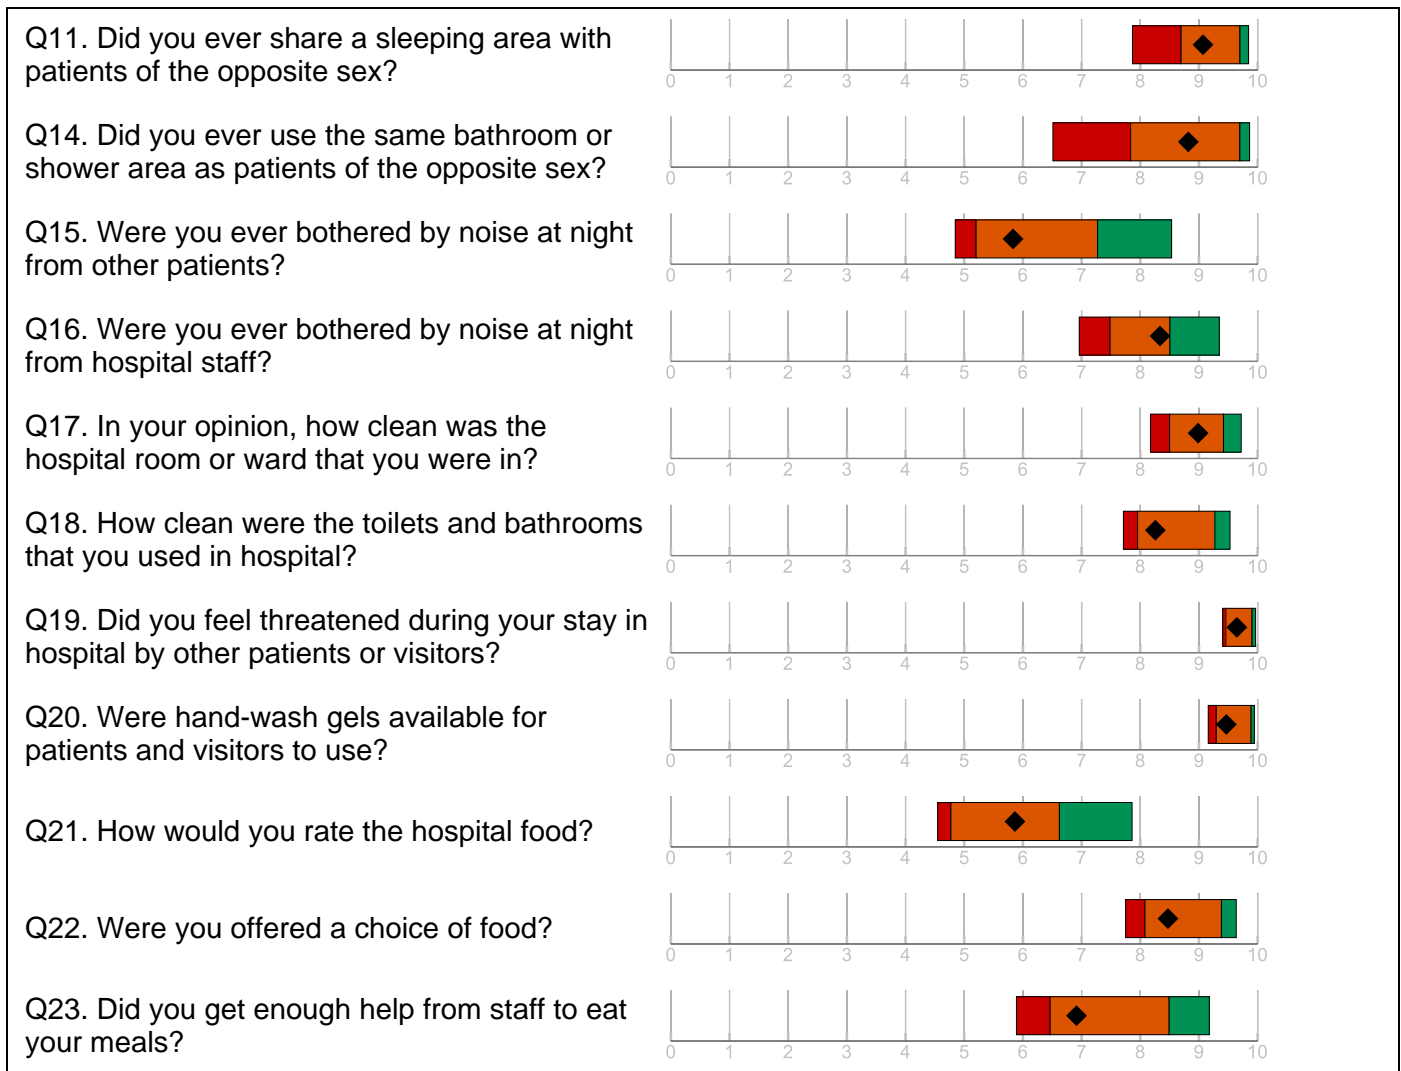 Q11. Did you ever share a sleeping area with
patients of the opposite sex?
0 1 2 3 4 5 6 7 8 9 10
Q14. Did you ever use the same bathroom or
shower area as patients of the opposite sex?
0 1 2 3 4 5 6 7 8 9 10
Q15. Were you ever bothered by noise at night
from other patients?
0 1 2 3 4 5 6 7 8 9 10
Q16. Were you ever bothered by noise at night
from hospital staff?
0 1 2 3 4 5 6 7 8 9 10
Q17. In your opinion, how clean was the
hospital room or ward that you were in?
0 1 2 3 4 5 6 7 8 9 10
Q18. How clean were the toilets and bathrooms
that you used in hospital?
0 1 2 3 4 5 6 7 8 9 10
Q19. Did you feel threatened during your stay in
hospital by other patients or visitors?
0 1 2 3 4 5 6 7 8 9 10
Q20. Were hand-wash gels available for
patients and visitors to use?
0 1 2 3 4 5 6 7 8 9 10
Q21. How would you rate the hospital food?
0 1 2 3 4 5 6 7 8 9 10
Q22. Were you offered a choice of food?
0 1 2 3 4 5 6 7 8 9 10
Q23. Did you get enough help from staff to eat
your meals?
0 1 2 3 4 5 6 7 8 9 10